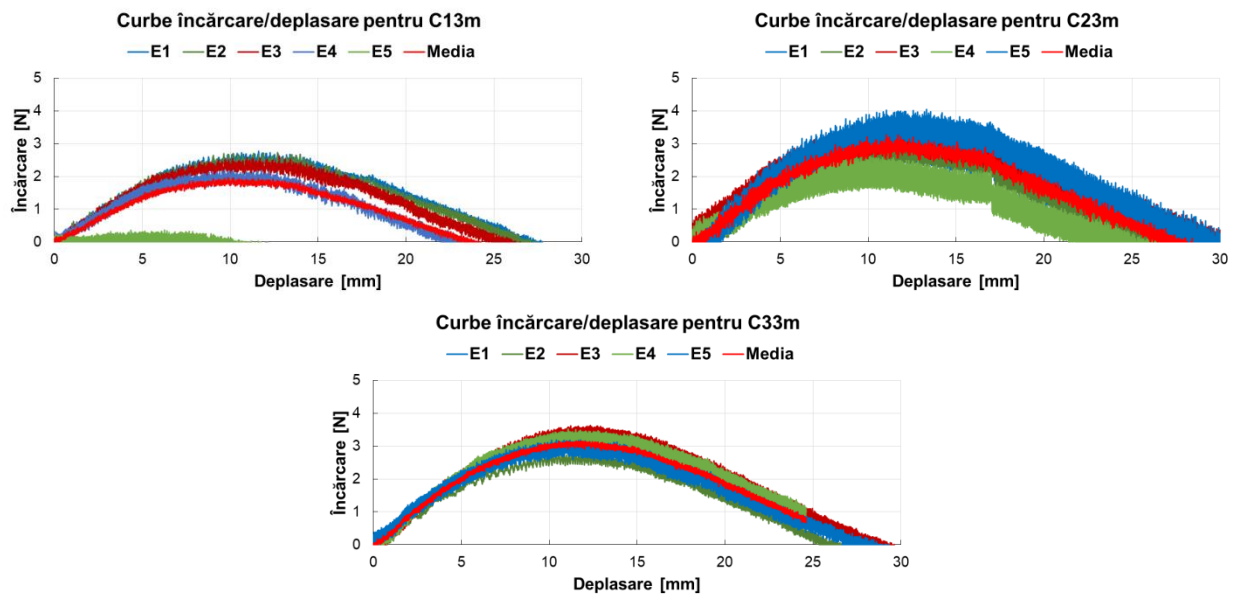 Curbe încărcare/deplasare pentru C13m
E1 E2 E3 E4 E5 Media
5
4
3
2
1
0
Încărcare [N]
0 5 10 15 20 25 30
Deplasare [mm]
Curbe încărcare/deplasare pentru C23m
E1 E2 E3 E4 E5 Media
5
4
3
2
1
0
Încărcare [N]
0 5 10 15 20 25 30
Deplasare [mm]
Curbe încărcare/deplasare pentru C33m
E1 E2 E3 E4 E5 Media
5
4
3
2
1
0
Încărcare [N]
0 5 10 15 20 25 30
Deplasare [mm]